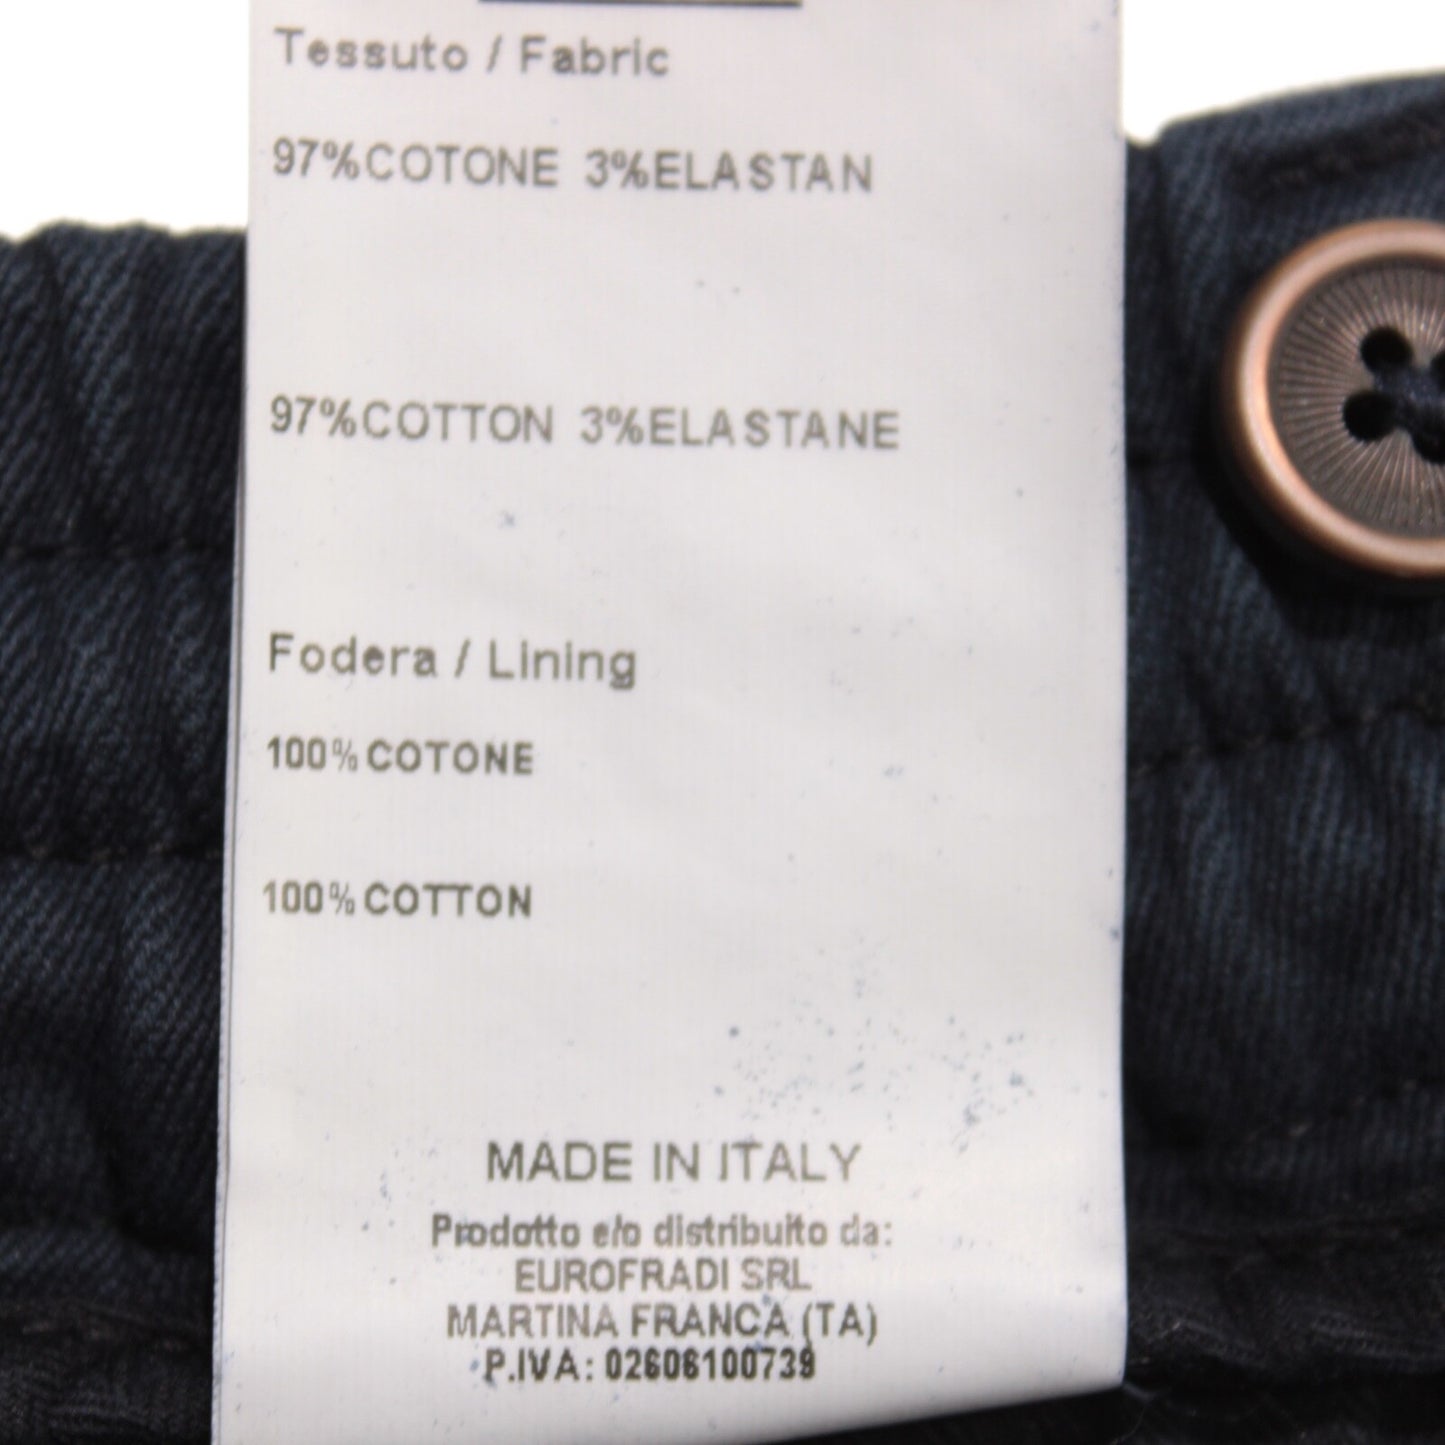 Tessuto / Fabric
97%COTONE 3%ELASTAN
97%COTTON 3%ELASTANE
Fodera / Lining
100%COTONE
100%COTTON
MADE IN ITALY
Prodotto e/o distribuito da:
EUROFRADI SRL
MARTINA FRANCA (TA)
P.IVA: 02606100739